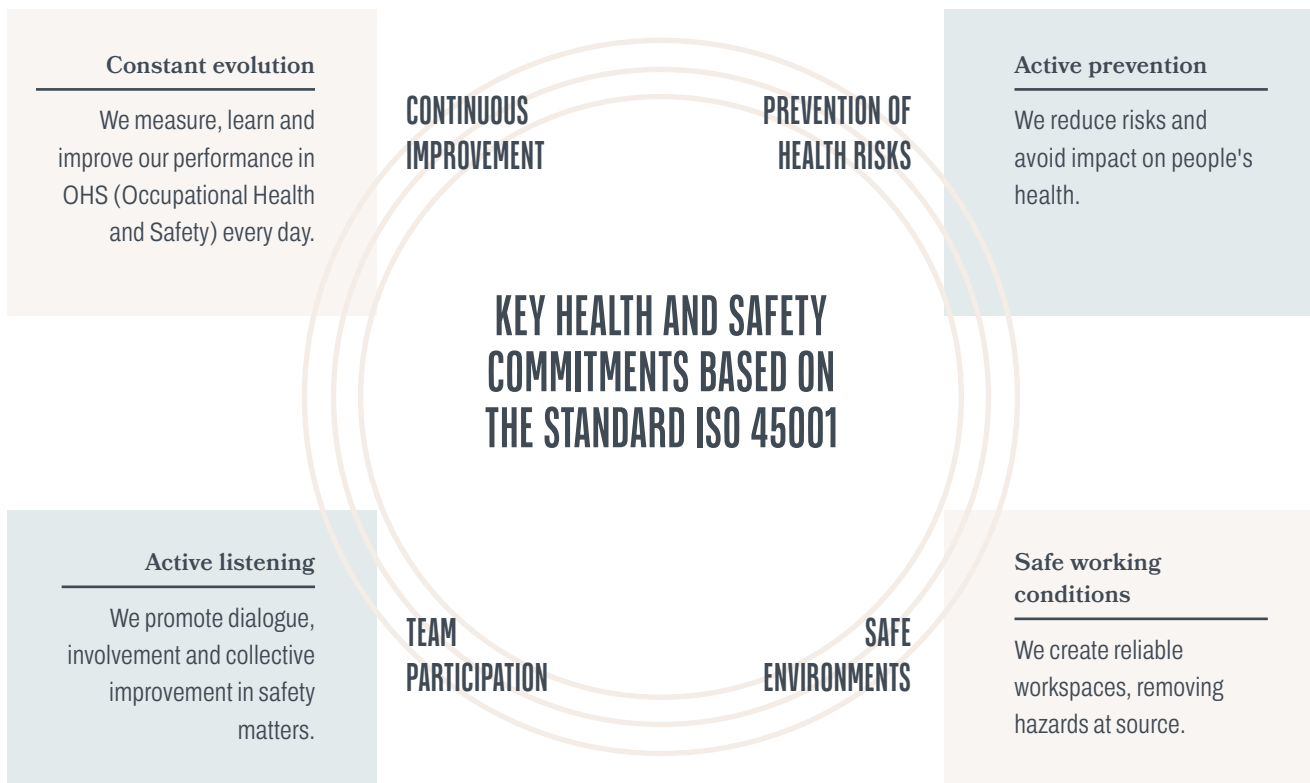 Constant evolution
We measure, learn and
improve our performance in
OHS (Occupational Health
and Safety) every day.
CONTINUOUS
IMPROVEMENT
PREVENTION OF
HEALTH RISKS
Active prevention
We reduce risks and
avoid impact on people's
health.
KEY HEALTH AND SAFETY
COMMITMENTS BASED ON
THE STANDARD ISO 45001
Active listening
We promote dialogue,
involvement and collective
improvement in safety
matters.
TEAM
PARTICIPATION
SAFE
ENVIRONMENTS
Safe working
conditions
We create reliable
workspaces, removing
hazards at source.